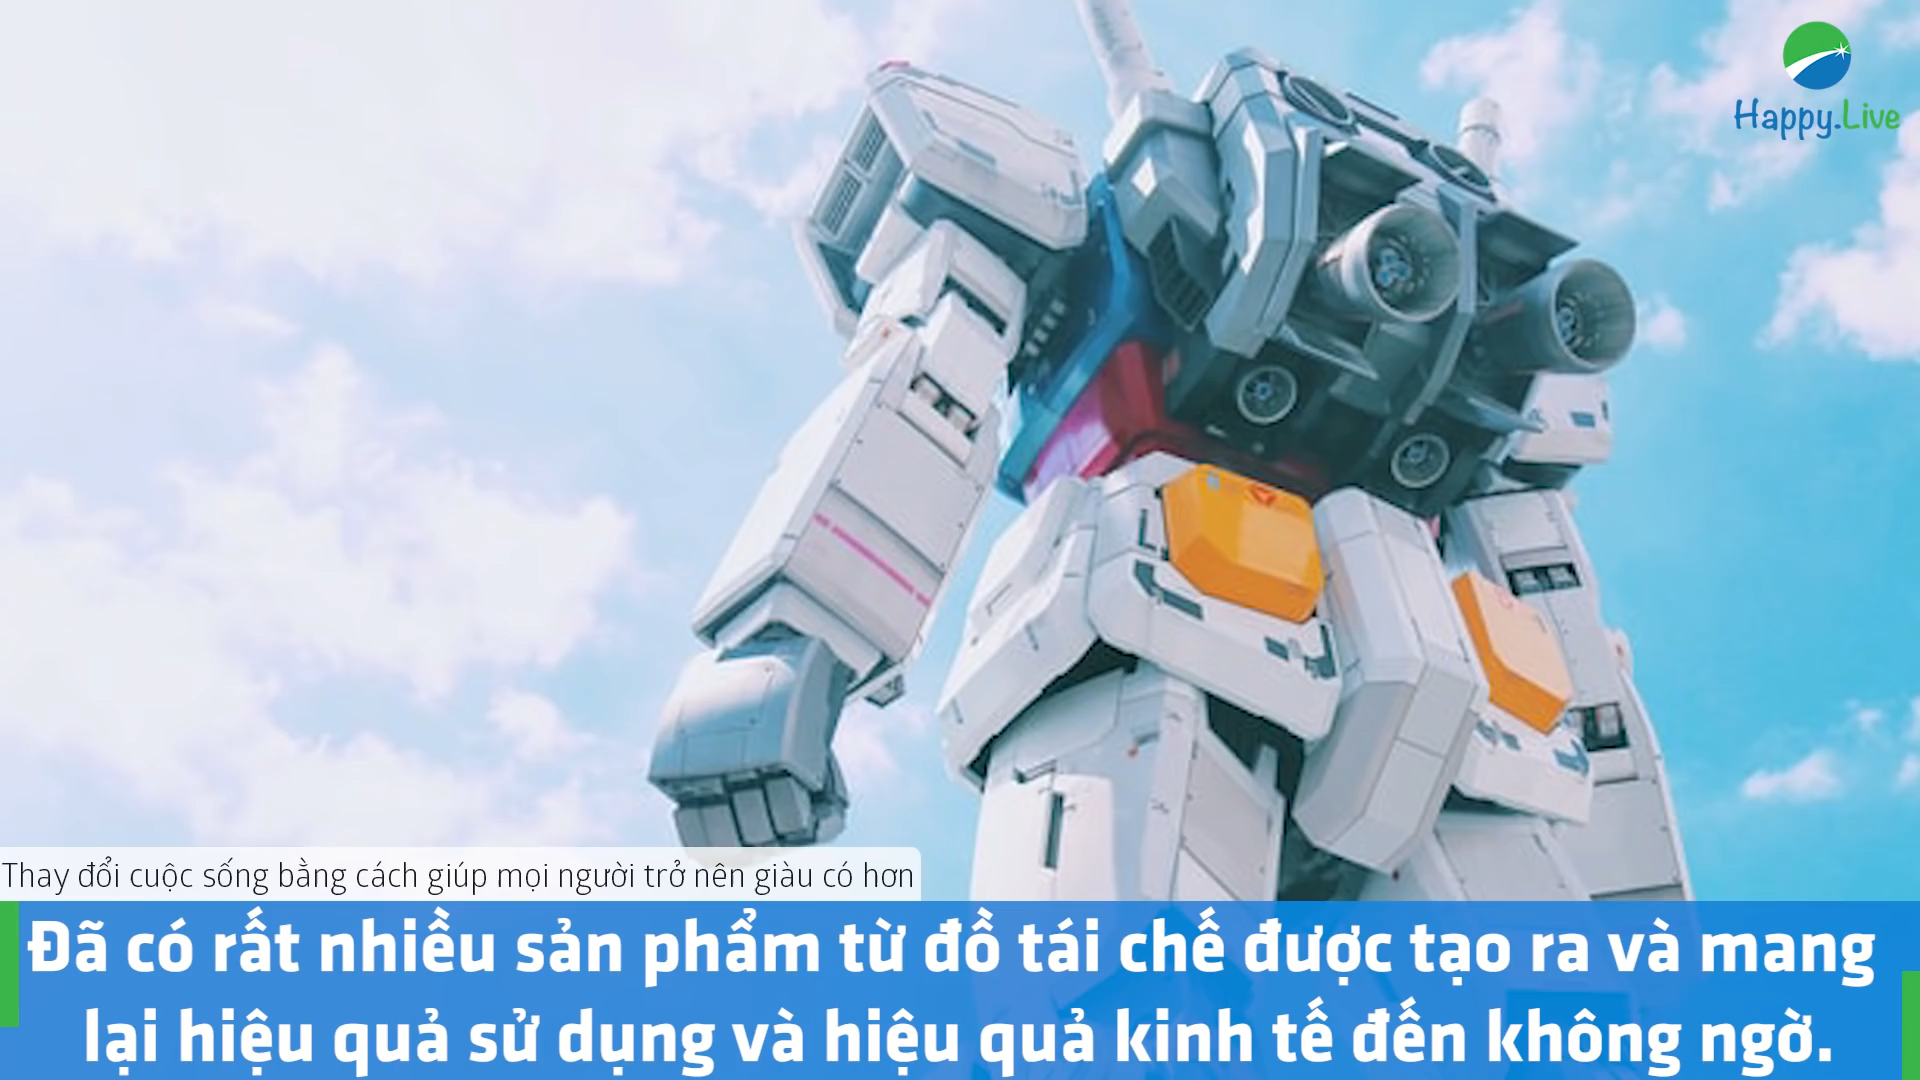 Happy.Live
Thay đổi cuộc sống bằng cách giúp mọi người trở nên giàu có hơn
Đã có rất nhiều sản phẩm từ đồ tái chế được tạo ra và mang
lại hiệu quả sử dụng và hiệu quả kinh tế đến không ngờ.